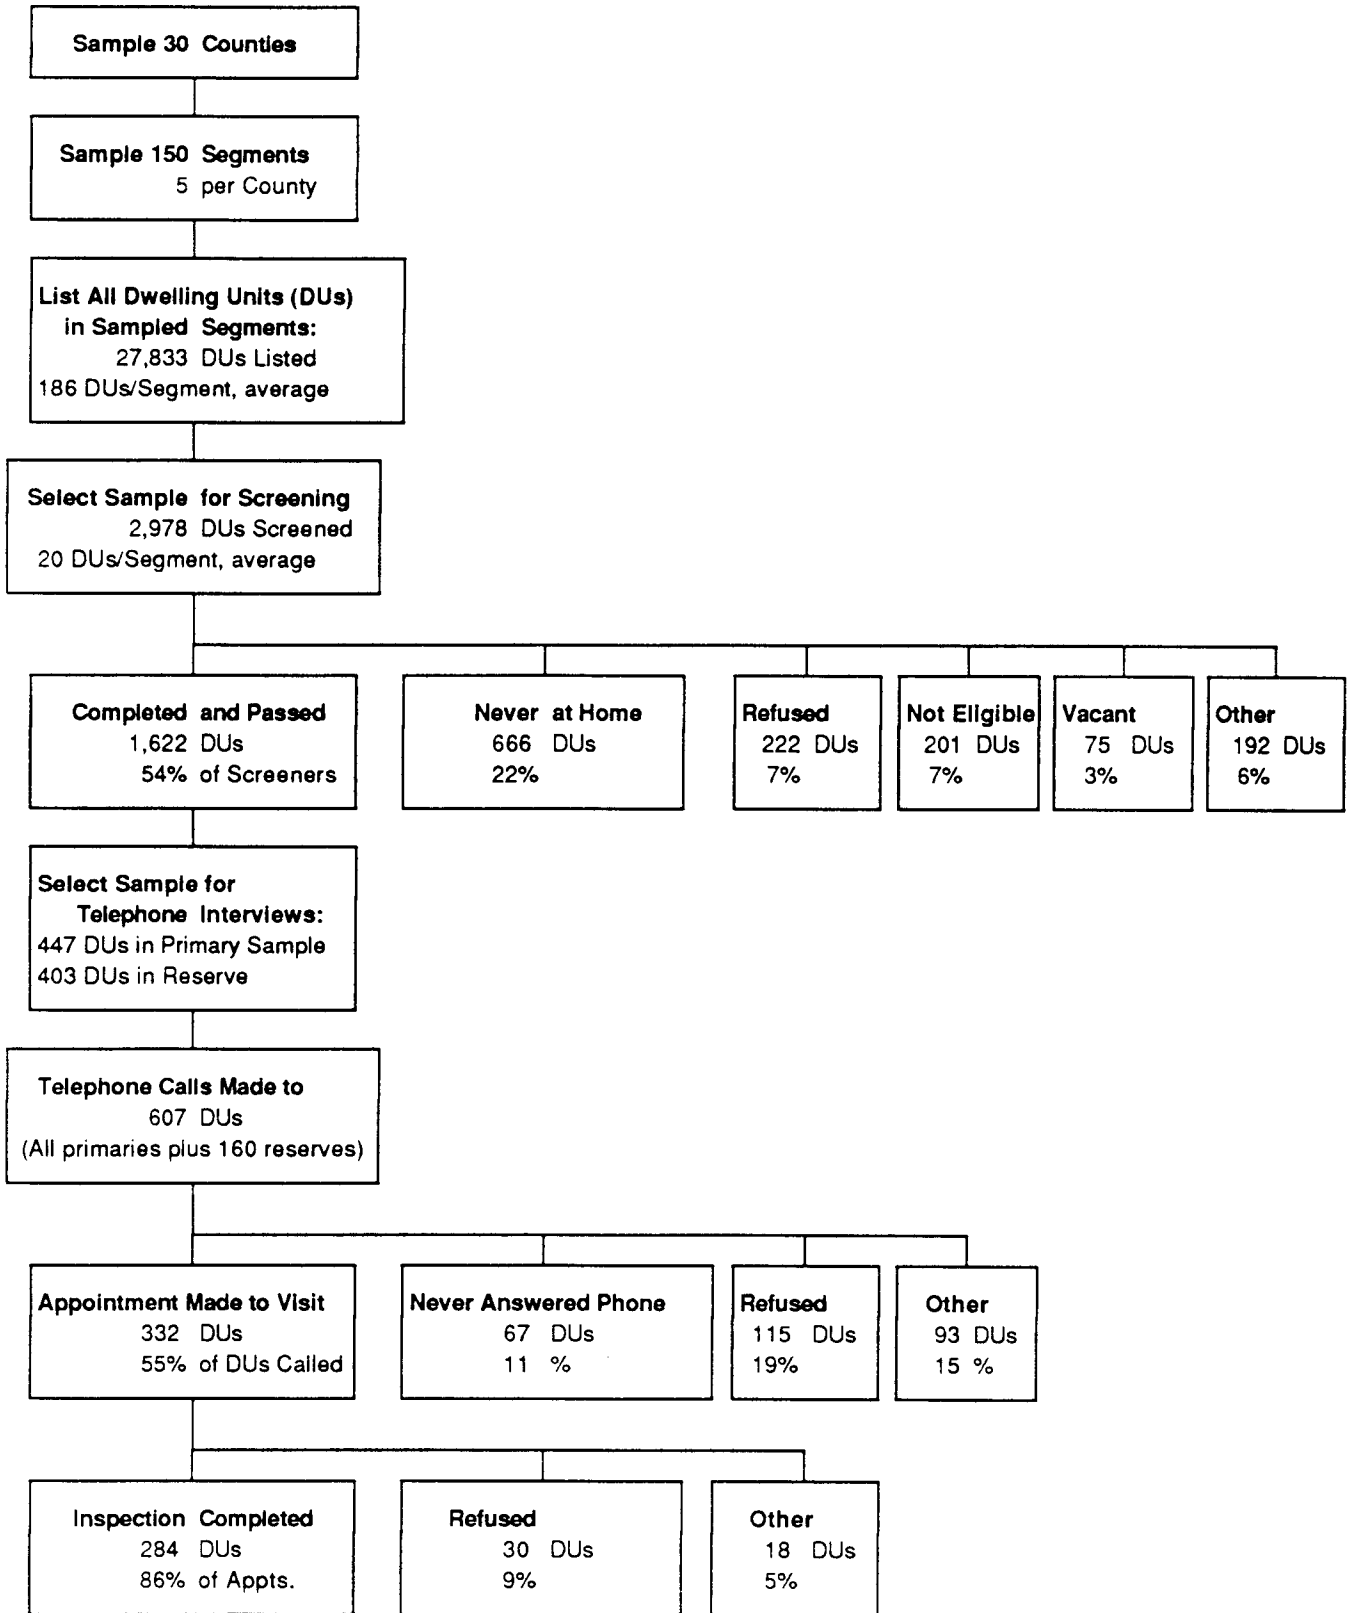 Sample 30 Counties
Sample 150 Segments
5 per County
List All Dwelling Units (DUs)
in Sampled Segments:
27,833 DUs Listed
186 DUs/Segment, average
Select Sample for Screening
2,978 DUs Screened
20 DUs/Segment, average
Completed and Passed
1,622 DUs
54% of Screeners
Never at Home
666 DUs
22%
Refused
222 DUs
7%
Not Eligible
201 DUs
7%
Vacant
75 DUs
3%
Other
192 DUs
6%
Select Sample for
Telephone Interviews:
447 DUs in Primary Sample
403 DUs in Reserve
Telephone Calls Made to
607 DUs
(All primaries plus 160 reserves)
Appointment Made to Visit
332 DUs
55% of DUs Called
Never Answered Phone
67 DUs
11 %
Refused
115 DUs
19%
Other
93 DUs
15 %
Inspection Completed
284 DUs
86% of Appts.
Refused
30 DUs
9%
Other
18 DUs
5%